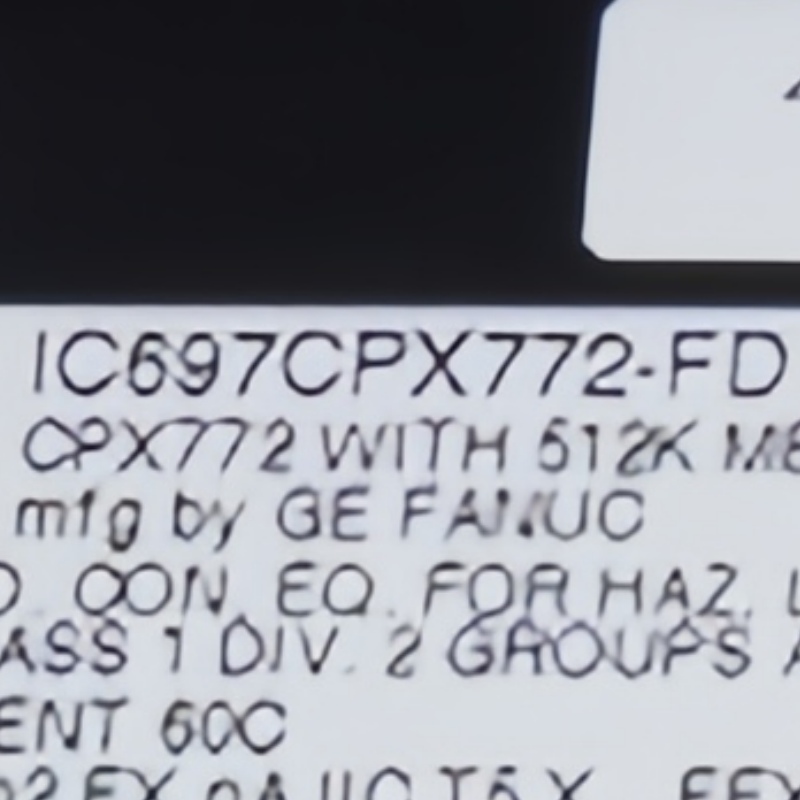 IC697CPX772-FD
CPX772 WITH 512K
mfg by GE FANUC
CON. EQ. FOR HAZ.
ASS 1 DIV. 2 GROUPS A
ENT 60C